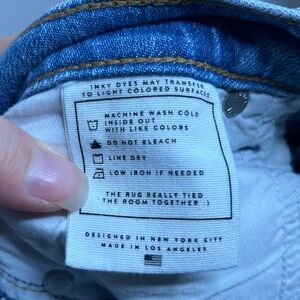 INXY DYES MAY TRANSFER
TO LIGHT COLORED SURFACES
MACHINE WASH COLD
INSIDE OUT
WITH LIKE COLORS
DO NOT BLEACH
LINE DRY
LOW IRON IF NEEDED
THE RUG REALLY TIED
THE ROOM TOGETHER :)
DESIGNED IN NEW YORK CITY
MADE IN LOS ANGELES